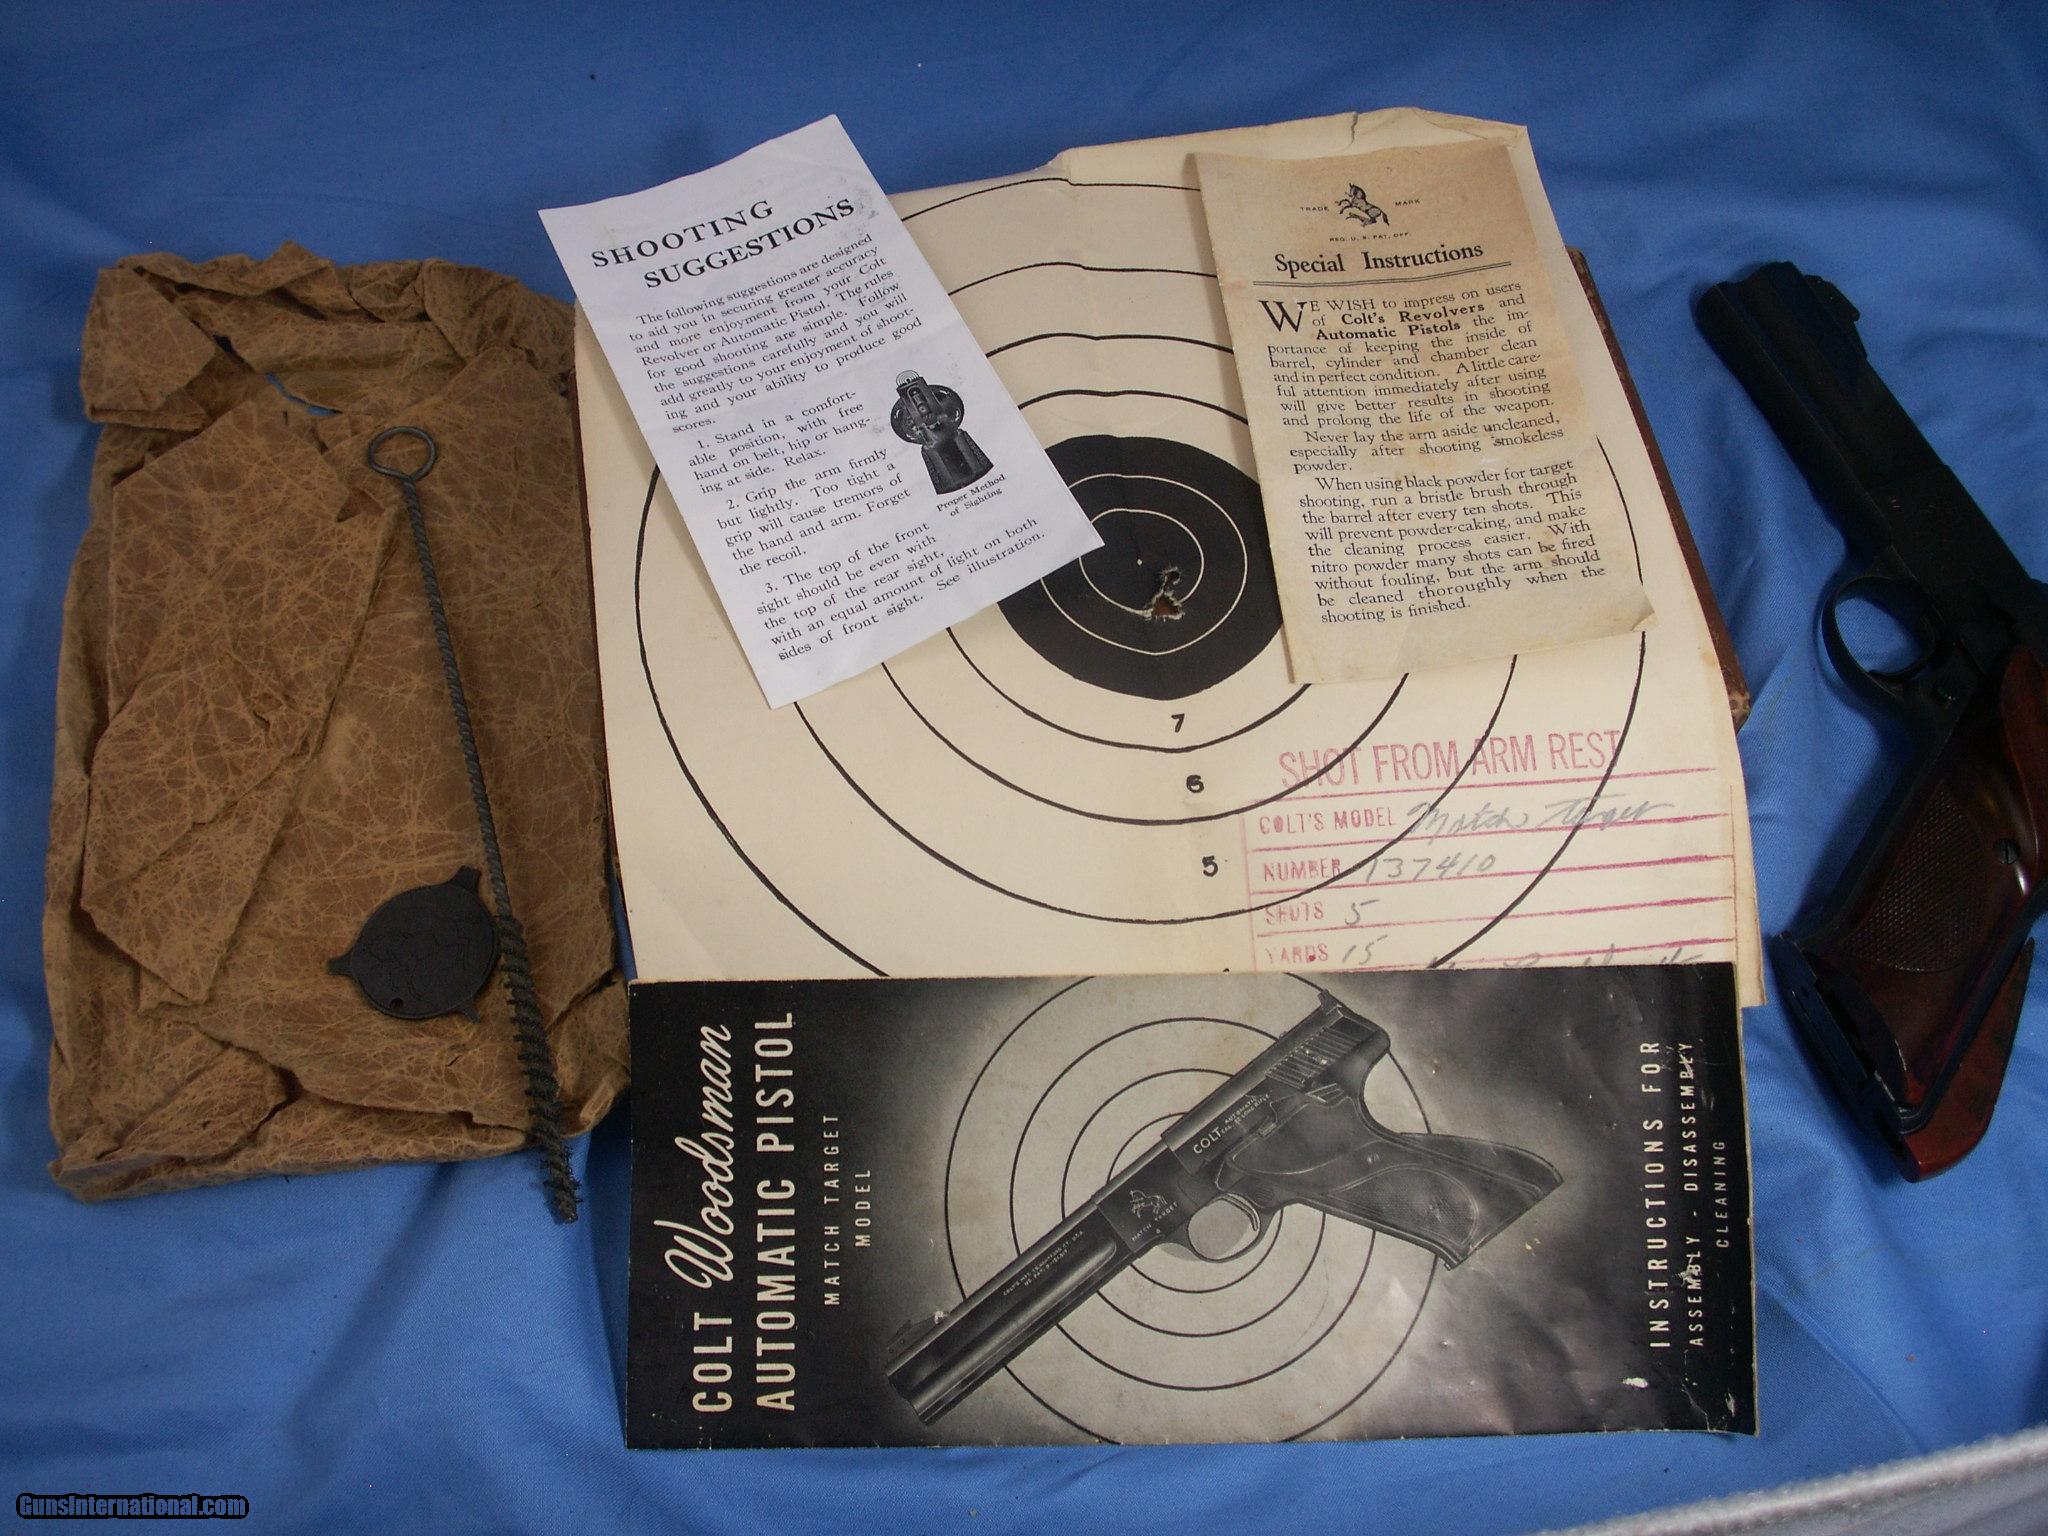 SHOOTING
SUGGESTIONS
The following suggestions are designed
to aid you in securing greater accuracy
and more enjoyment from your Colt
Revolver or Automatic Pistol. The rules
for good shooting are simple. Follow
the suggestions carefully and you will
add greatly to your enjoyment of shoot-
ing and your ability to produce good
scores.
1. Stand in a comfort-
able position, with free
hand on belt, hip or hang-
ing at side. Relax.
2. Grip the arm firmly
but lightly. Too tight a
grip will cause tremors of
the hand and arm. Forget
the recoil.
Proper Method
of Sighting
3. The top of the front
sight should be even with
the top of the rear sight,
with an equal amount of light on both
sides of front sight. See illustration.
TRADE MARK
REG. U. S. PAT. OFF.
Special Instructions
WE WISH to impress on users
of Colt's Revolvers and
Automatic Pistols the im-
portance of keeping the inside of
barrel, cylinder and chamber clean
and in perfect condition. A little care-
ful attention immediately after using
will give better results in shooting
and prolong the life of the weapon.
Never lay the arm aside uncleaned,
especially after shooting smokeless
powder.
When using black powder for target
shooting, run a bristle brush through
the barrel after every ten shots. This
will prevent powder-caking, and make
the cleaning process easier. With
nitro powder many shots can be fired
without fouling, but the arm should
be cleaned thoroughly when the
shooting is finished.
7
6
5
SHOT FROM ARM REST
COLT'S MODEL Match Target
NUMBER 137410
SHOTS 5
YARDS 15
COLT Woodsman
AUTOMATIC PISTOL
MATCH TARGET
MODEL
COLT AUTOMATIC
CAL. 22 LONG RIFLE
MATCH TARGET
INSTRUCTIONS FOR
ASSEMBLY - DISASSEMBLY
CLEANING
GunsInternational.com